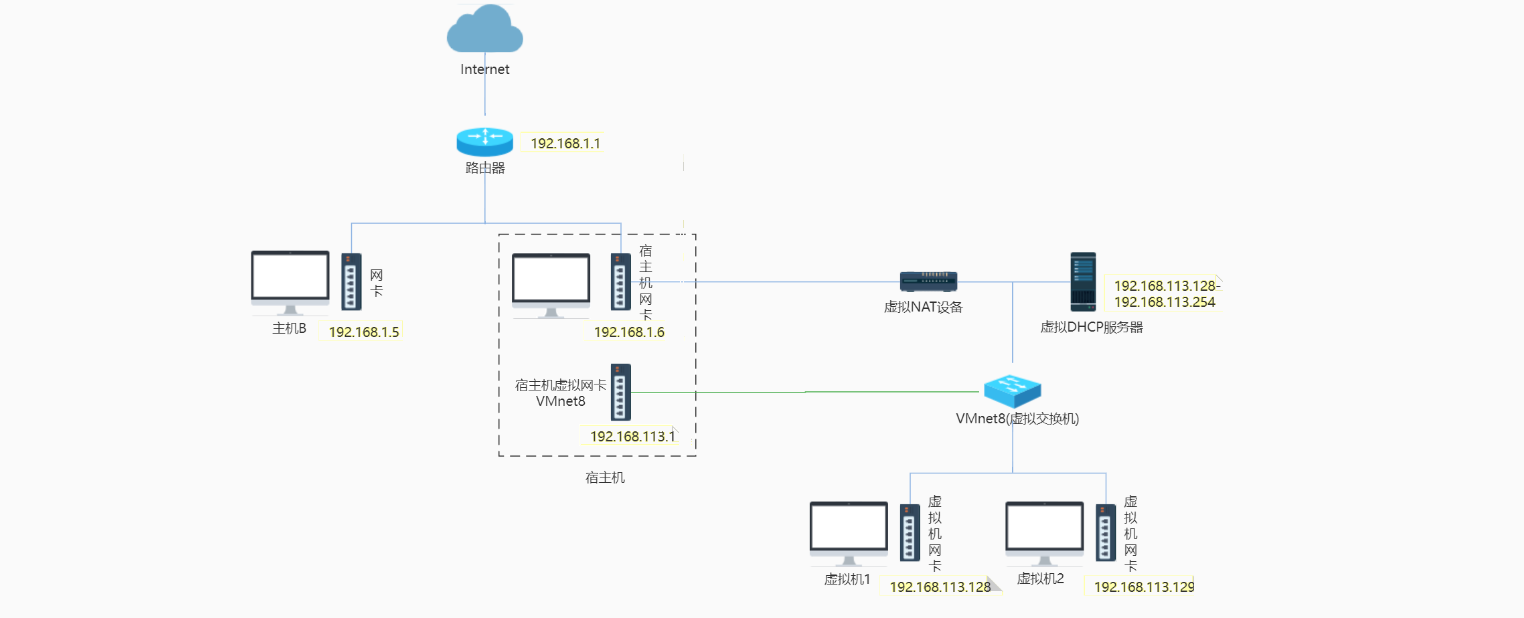 Internet
192.168.1.1
路由器
网卡
主机B
192.168.1.5
宿主机网卡
192.168.1.6
宿主机虚拟网卡
VMnet8
192.168.113.1
宿主机
虚拟NAT设备
192.168.113.128-
192.168.113.254
虚拟DHCP服务器
VMnet8(虚拟交换机)
虚拟机网卡
虚拟机1
192.168.113.128
虚拟机网卡
虚拟机2
192.168.113.129